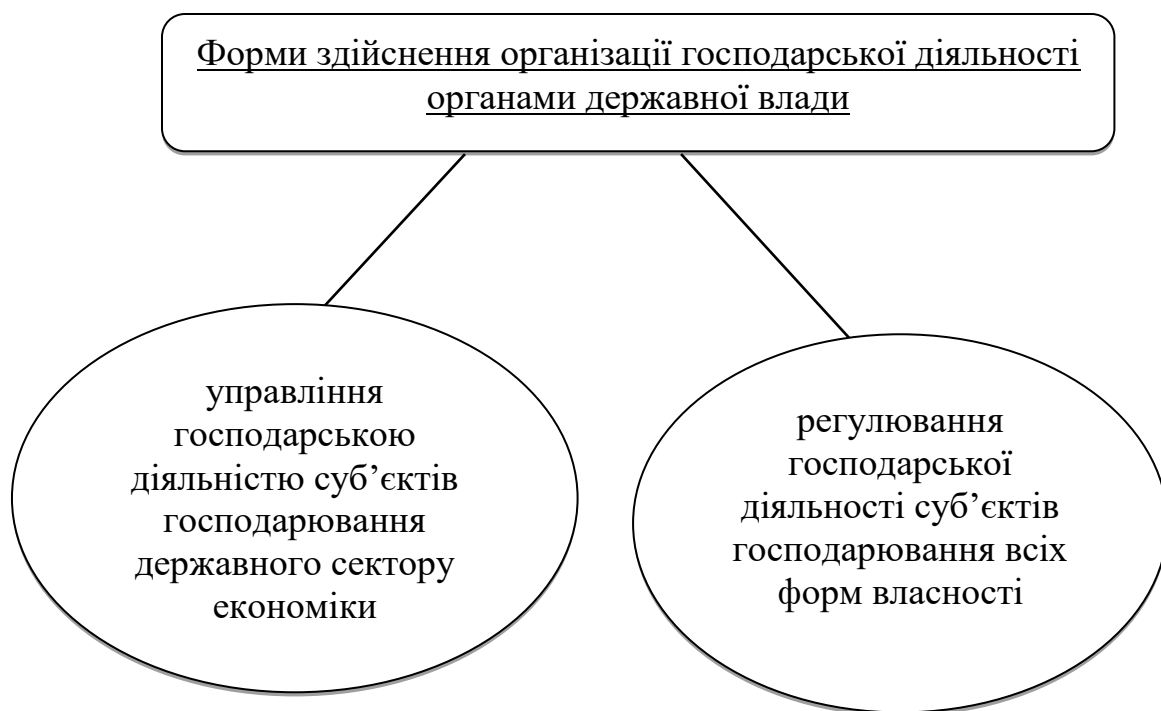 Форми здійснення організації господарської діяльності
органами державної влади
управління
господарською
діяльністю суб’єктів
господарювання
державного сектору
економіки
регулювання
господарської
діяльності суб’єктів
господарювання всіх
форм власності